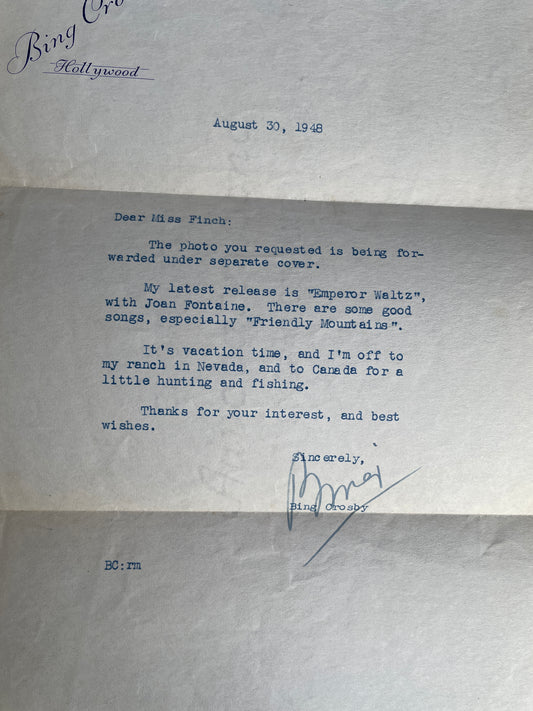 Bing Cro
Hollywood
August 30, 1948
Dear Miss Finch:
The photo you requested is being for-
warded under separate cover.
My latest release is "Emperor Waltz",
with Joan Fontaine. There are some good
songs, especially "Friendly Mountains".
It's vacation time, and I'm off to
my ranch in Nevada, and to Canada for a
little hunting and fishing.
Thanks for your interest, and best
wishes.
Sincerely,
Bing
Bing Crosby
BC:rm